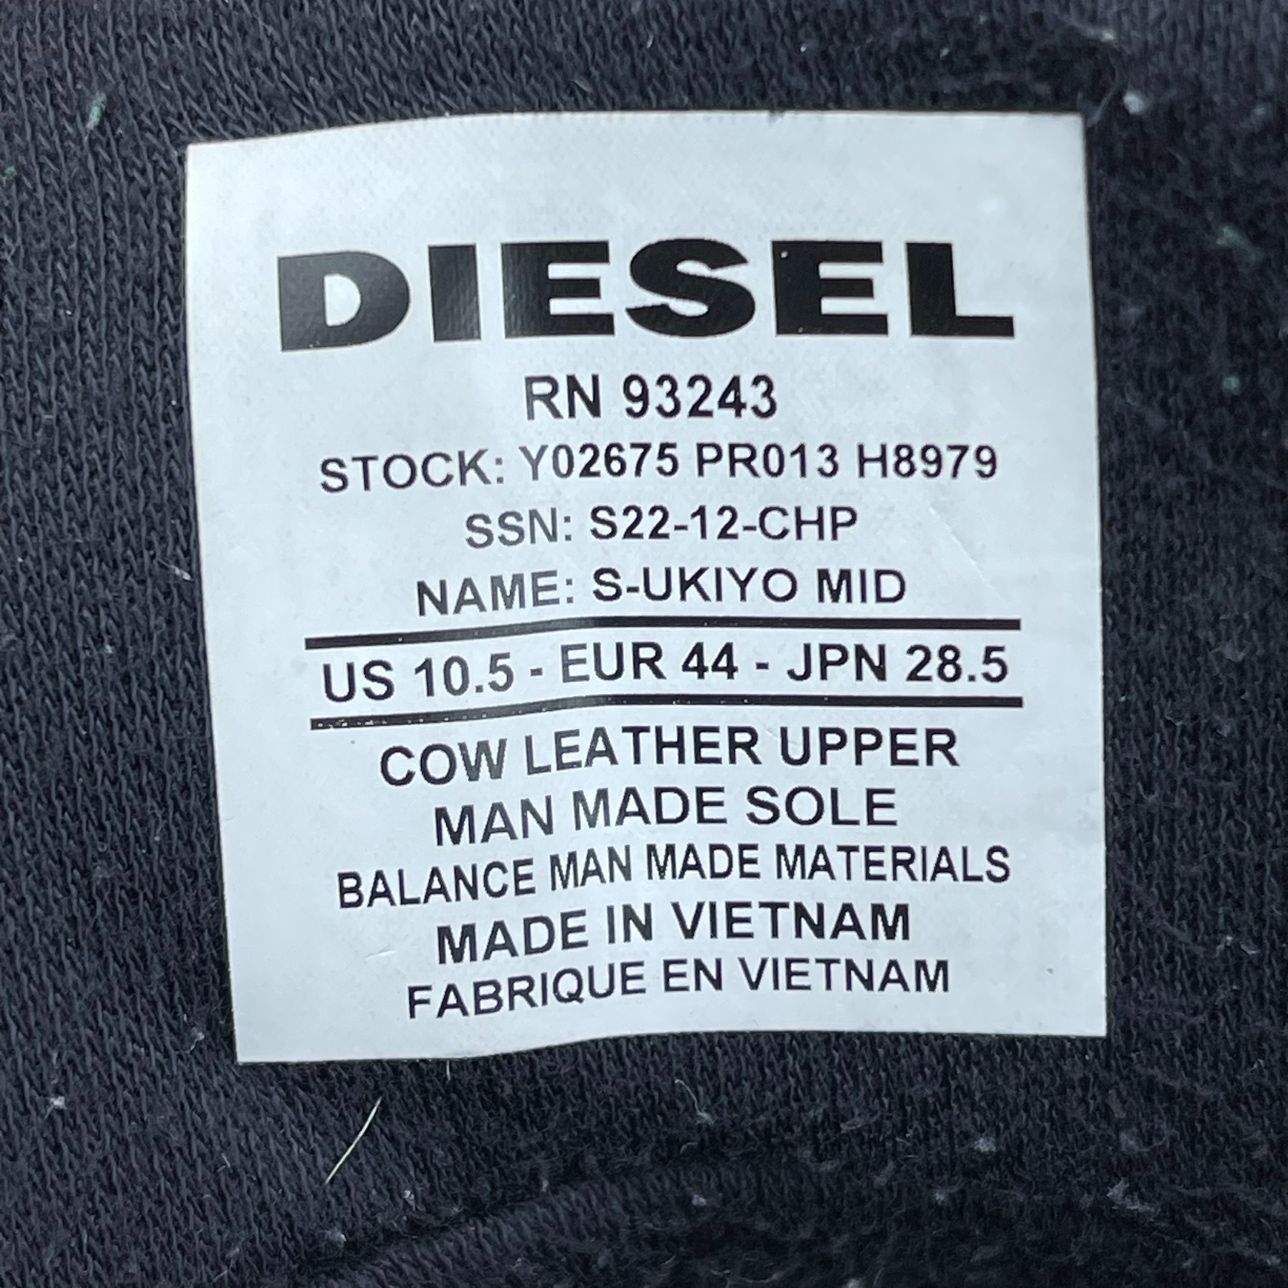 DIESEL
RN 93243
STOCK: Y02675 PR013 H8979
SSN: S22-12-CHP
NAME: S-UKIYO MID
US 10.5 - EUR 44 - JPN 28.5
COW LEATHER UPPER
MAN MADE SOLE
BALANCE MAN MADE MATERIALS
MADE IN VIETNAM
FABRIQUE EN VIETNAM